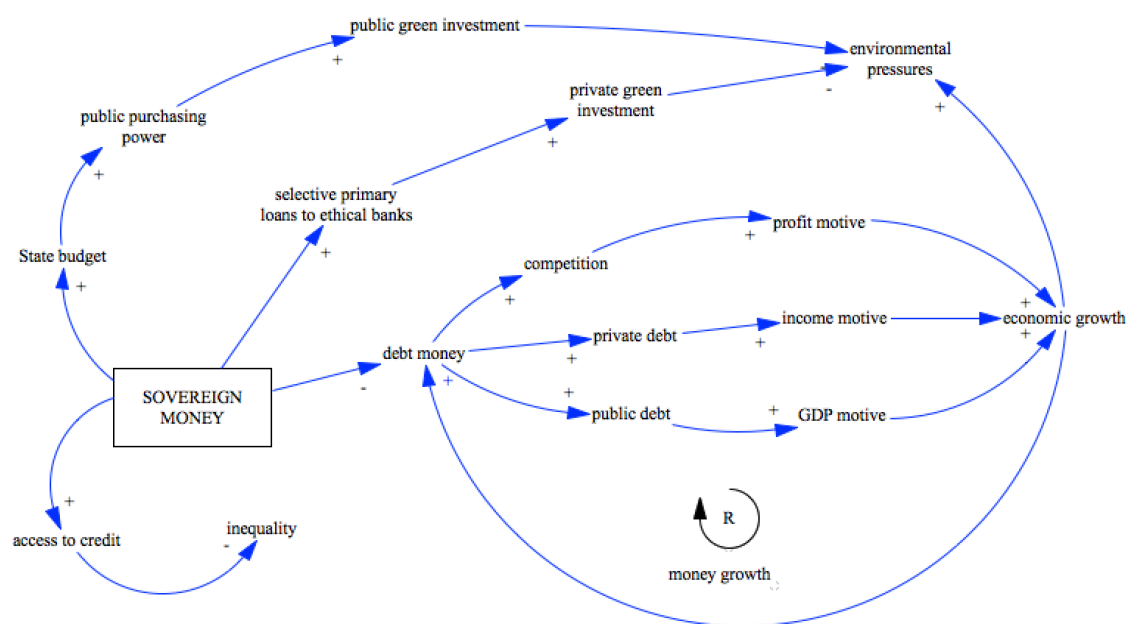 public green investment
+
environmental
pressures
-
-
private green
investment
+
+
public purchasing
power
+
selective primary
loans to ethical banks
+
profit motive
+
State budget
+
competition
+
+
economic growth
+
income motive
+
private debt
+
debt money
+
-
SOVEREIGN
MONEY
+
public debt
+
GDP motive
+
access to credit
inequality
-
R
money growth